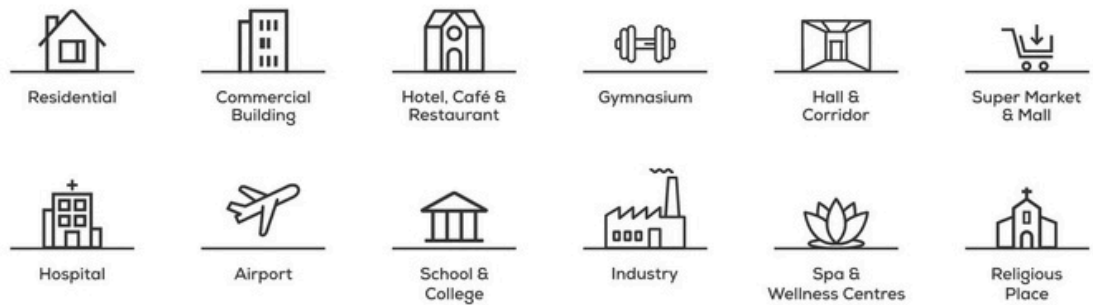 Residential
Commercial
Building
Hotel, Café &
Restaurant
Gymnasium
Hall &
Corridor
Super Market
& Mall
Hospital
Airport
School &
College
Industry
Spa &
Wellness Centres
Religious
Place